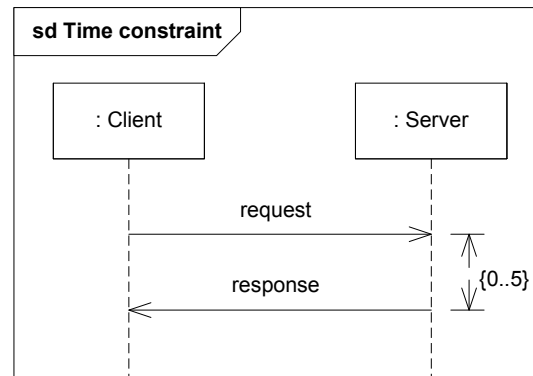 sd Time constraint
: Client
: Server
request
response
{0..5}